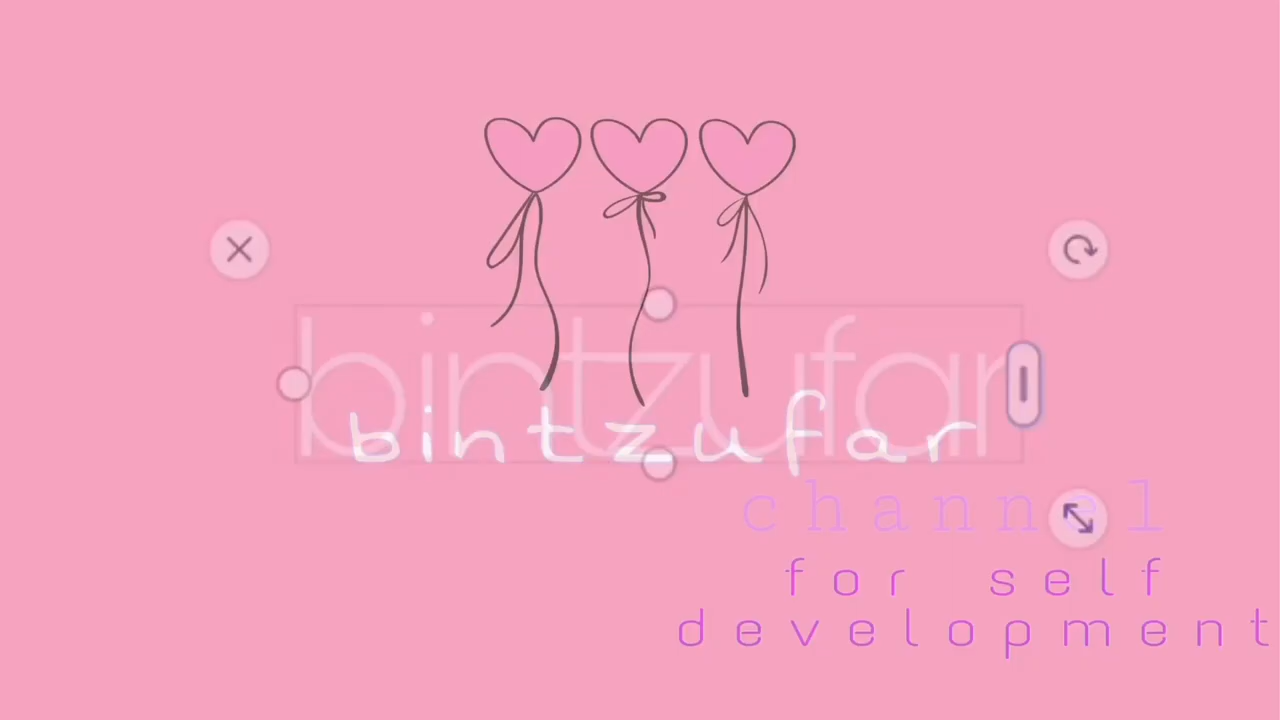 bintzufar
bintzufar
channel
for self
development